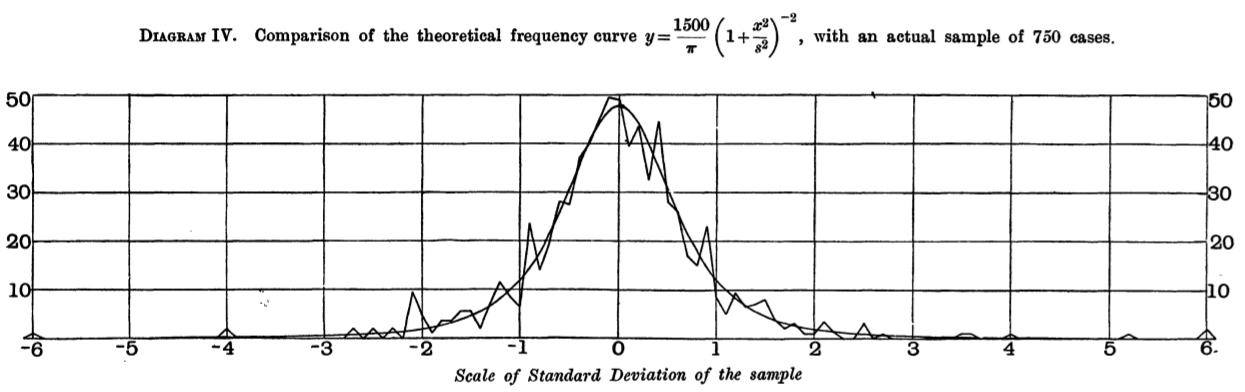 DIAGRAM IV. Comparison of the theoretical frequency curve y = 1500/π (1 + x²/s²)⁻², with an actual sample of 750 cases.
50 50
40 40
30 30
20 20
10 10
-6 -5 -4 -3 -2 -1 0 1 2 3 4 5 6
Scale of Standard Deviation of the sample